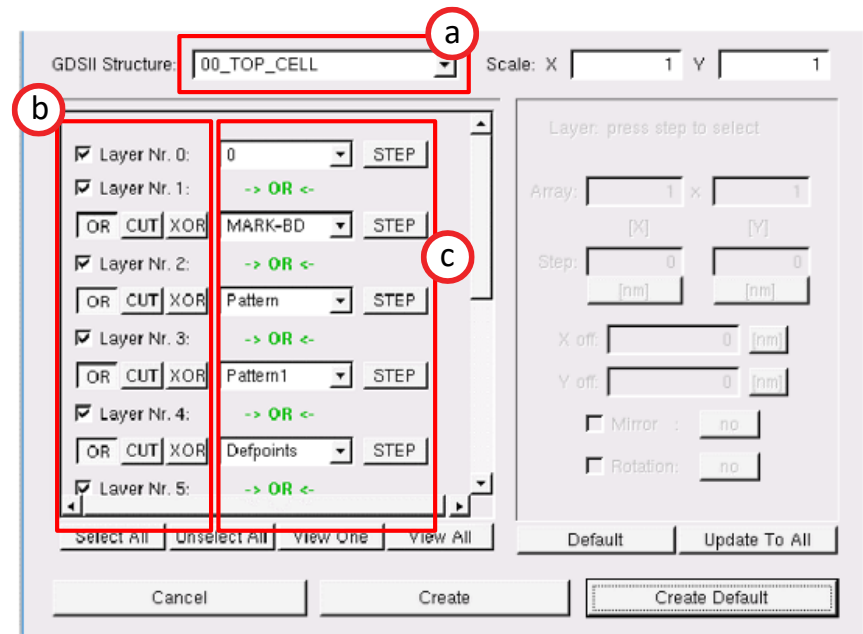 a
GDSII Structure: 00_TOP_CELL Scale: X 1 Y 1
b
Layer: press step to select
Layer Nr. 0: 0 STEP
Layer Nr. 1: -> OR <-
Array: 1 x 1
OR CUT XOR MARK-BD STEP
[X] [Y]
c
Layer Nr. 2: -> OR <-
Step: 0 0
[nm] [nm]
OR CUT XOR Pattern STEP
Layer Nr. 3: -> OR <-
X off: 0 [nm]
OR CUT XOR Pattern1 STEP
Y off: 0 [nm]
Layer Nr. 4: -> OR <-
Mirror : no
OR CUT XOR Defpoints STEP
Rotation: no
Layer Nr. 5: -> OR <-
Select All Unselect All View One View All
Default Update To All
Cancel Create Create Default